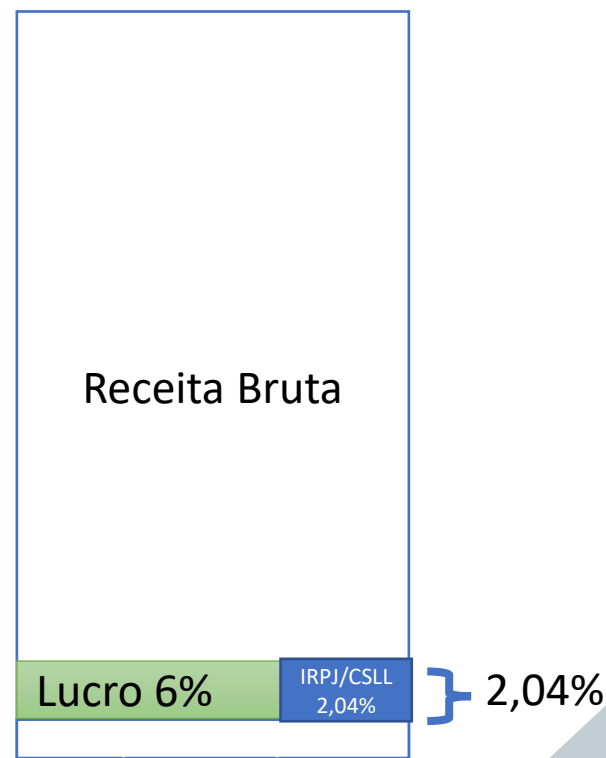 Receita Bruta
Lucro 6%
IRPJ/CSLL
2,04%
2,04%